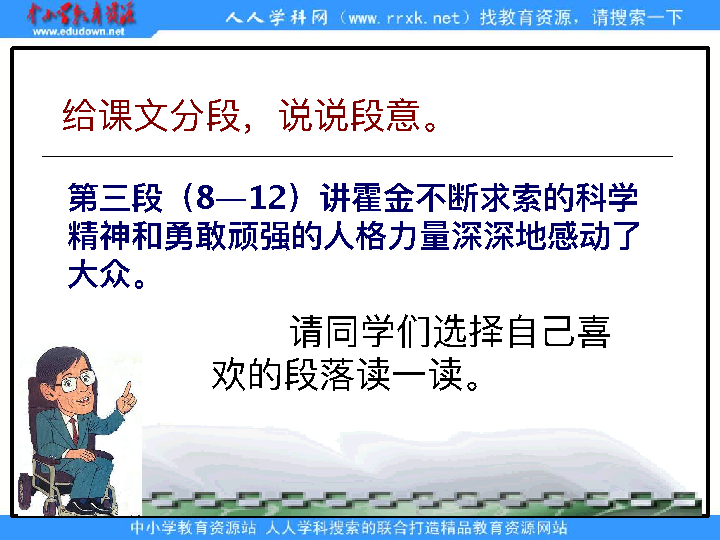 中小学教育资源
www.edudown.net
人人学科网（www.rrxk.net）找教育资源，请搜索一下
给课文分段，说说段意。
第三段（8—12）讲霍金不断求索的科学
精神和勇敢顽强的人格力量深深地感动了
大众。
请同学们选择自己喜
欢的段落读一读。
中小学教育资源站 人人学科搜索的联合打造精品教育资源网站